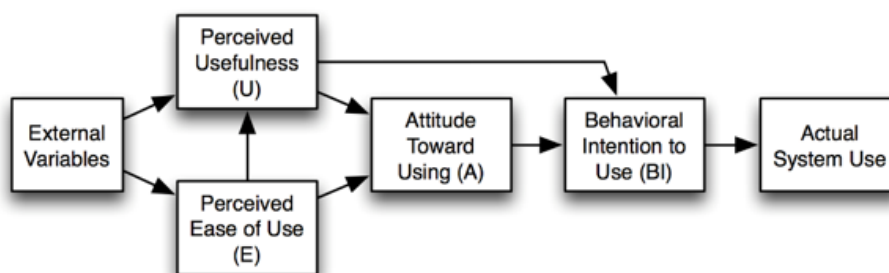 Perceived
Usefulness
(U)
External
Variables
Perceived
Ease of Use
(E)
Attitude
Toward
Using (A)
Behavioral
Intention to
Use (BI)
Actual
System Use